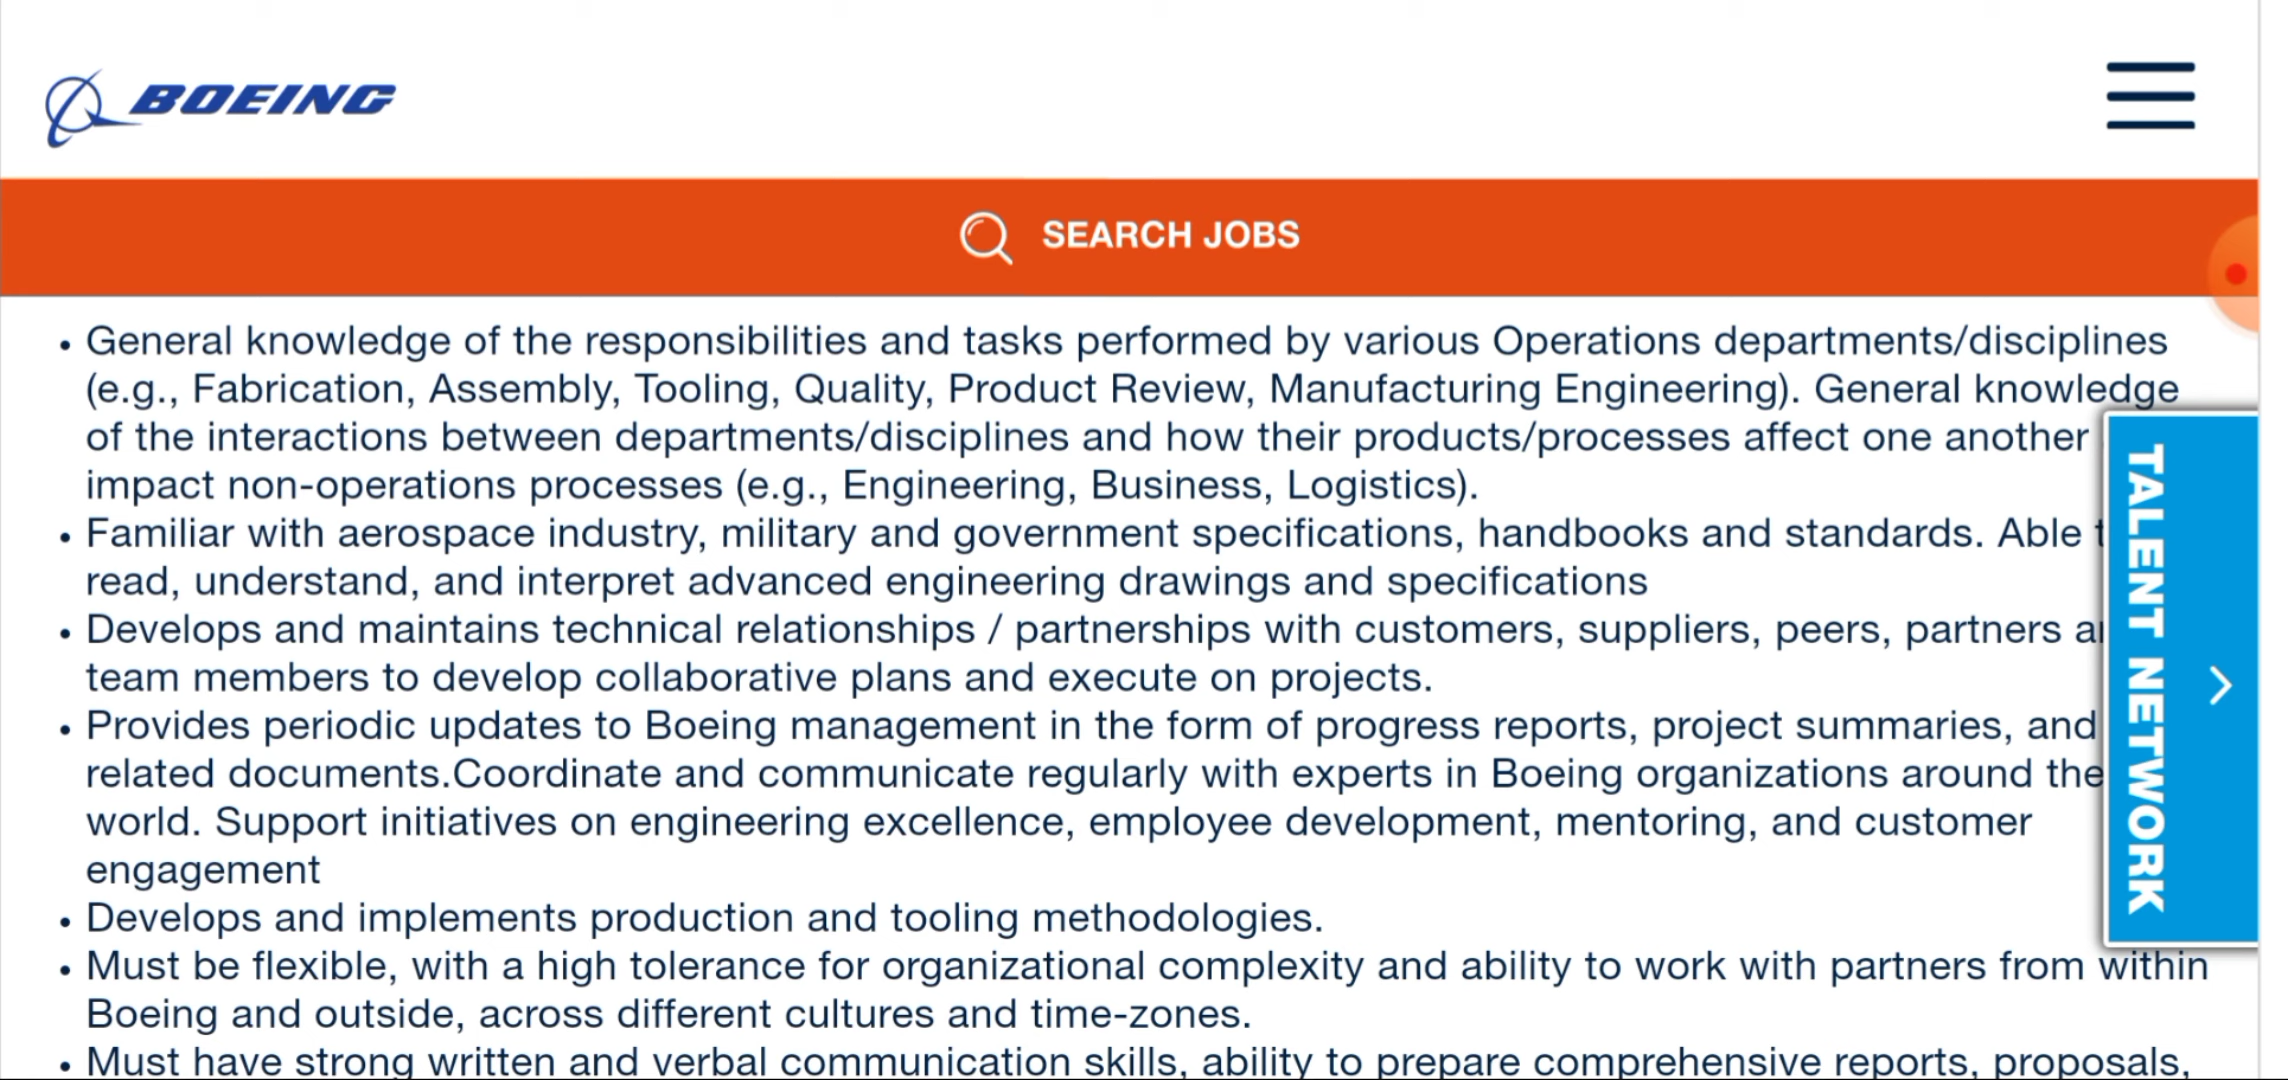 BOEING
SEARCH JOBS
• General knowledge of the responsibilities and tasks performed by various Operations departments/disciplines
(e.g., Fabrication, Assembly, Tooling, Quality, Product Review, Manufacturing Engineering). General knowledge
of the interactions between departments/disciplines and how their products/processes affect one another
impact non-operations processes (e.g., Engineering, Business, Logistics).
• Familiar with aerospace industry, military and government specifications, handbooks and standards. Able
read, understand, and interpret advanced engineering drawings and specifications
• Develops and maintains technical relationships / partnerships with customers, suppliers, peers, partners
team members to develop collaborative plans and execute on projects.
• Provides periodic updates to Boeing management in the form of progress reports, project summaries, and
related documents.Coordinate and communicate regularly with experts in Boeing organizations around the
world. Support initiatives on engineering excellence, employee development, mentoring, and customer
engagement
• Develops and implements production and tooling methodologies.
• Must be flexible, with a high tolerance for organizational complexity and ability to work with partners from within
Boeing and outside, across different cultures and time-zones.
• Must have strong written and verbal communication skills, ability to prepare comprehensive reports, proposals,
TALENT NETWORK